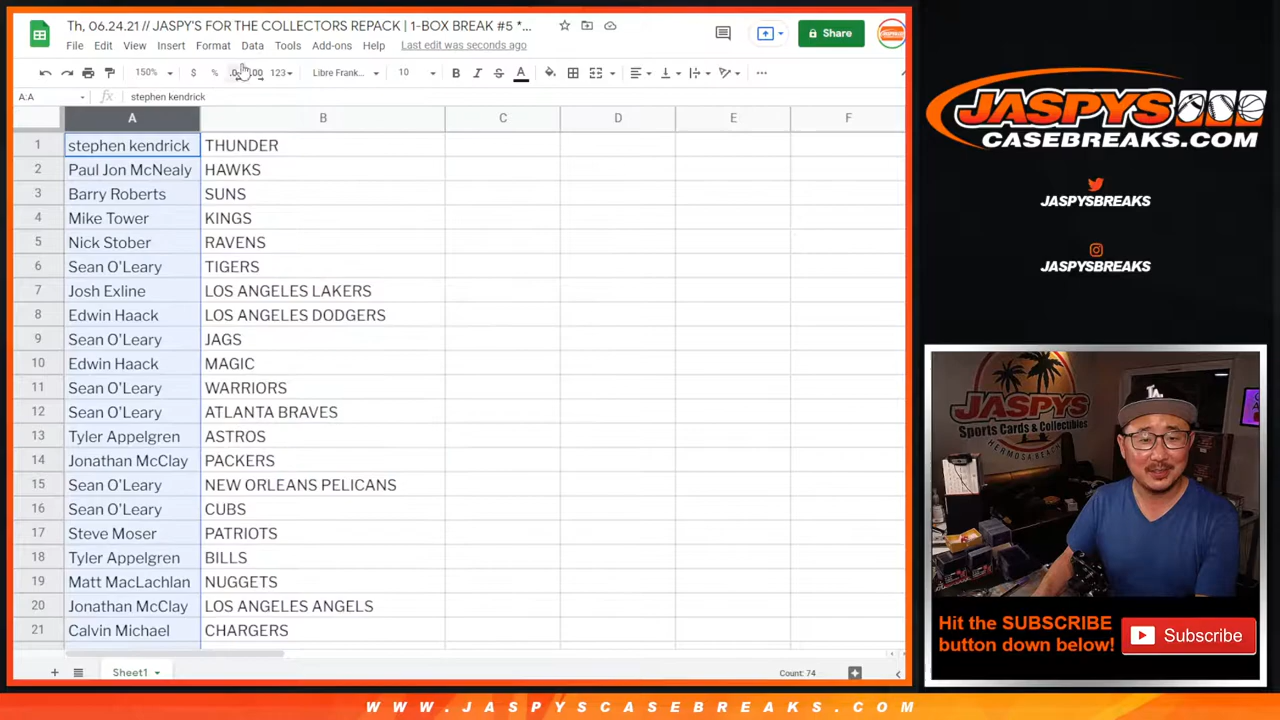 Th, 06.24.21 // JASPY'S FOR THE COLLECTORS REPACK | 1-BOX BREAK #5 *...
File Edit View Insert Format Data Tools Add-ons Help Last edit was seconds ago
Share
150% $ % .0 .00 123 Libre Frank... 10 B I S A
A:A fx stephen kendrick
A B C D E F
1 stephen kendrick THUNDER
2 Paul Jon McNealy HAWKS
3 Barry Roberts SUNS
4 Mike Tower KINGS
5 Nick Stober RAVENS
6 Sean O'Leary TIGERS
7 Josh Exline LOS ANGELES LAKERS
8 Edwin Haack LOS ANGELES DODGERS
9 Sean O'Leary JAGS
10 Edwin Haack MAGIC
11 Sean O'Leary WARRIORS
12 Sean O'Leary ATLANTA BRAVES
13 Tyler Appelgren ASTROS
14 Jonathan McClay PACKERS
15 Sean O'Leary NEW ORLEANS PELICANS
16 Sean O'Leary CUBS
17 Steve Moser PATRIOTS
18 Tyler Appelgren BILLS
19 Matt MacLachlan NUGGETS
20 Jonathan McClay LOS ANGELES ANGELS
21 Calvin Michael CHARGERS
Sheet1
Count: 74
JASPYS
CASEBREAKS.COM
JASPYSBREAKS
JASPYSBREAKS
JASPYS
Sports Cards & Collectibles
HERMOSA BEACH
LA
Hit the SUBSCRIBE
button down below!
Subscribe
WWW.JASPYSCASEBREAKS.COM